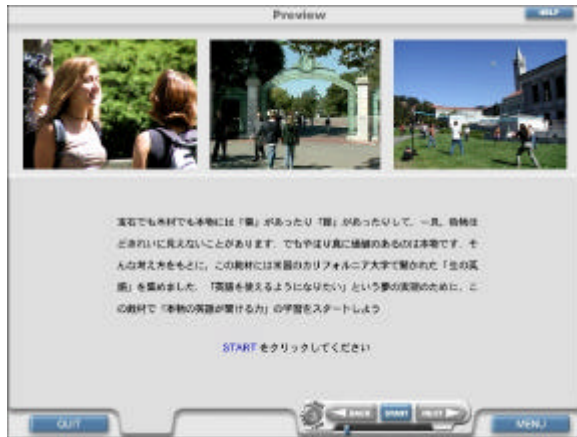 Preview
HELP
宝石でも木材でも本物には「傷」があったり「節」があったりして、一見、偽物ほ
どきれいに見えないことがあります。でもやはり真に価値のあるのは本物です。そ
んな考え方をもとに、この教材には米国のカリフォルニア大学で聞かれた「生の英
語」を集めました。「英語を使えるようになりたい」という夢の実現のために、こ
の教材で「本物の英語が聞ける力」の学習をスタートしよう
STARTをクリックしてください
BACK START NEXT
QUIT
MENU